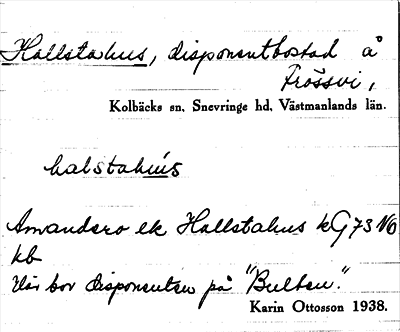 Hallstahus, disponentbostad å
Frössvi,
Kolbäcks sn. Snevringe hd. Västmanlands län.
halstahus
Användes ek Hallstahus kG73 NO
kb
Här bor disponenten på "Bulten".
Karin Ottosson 1938.